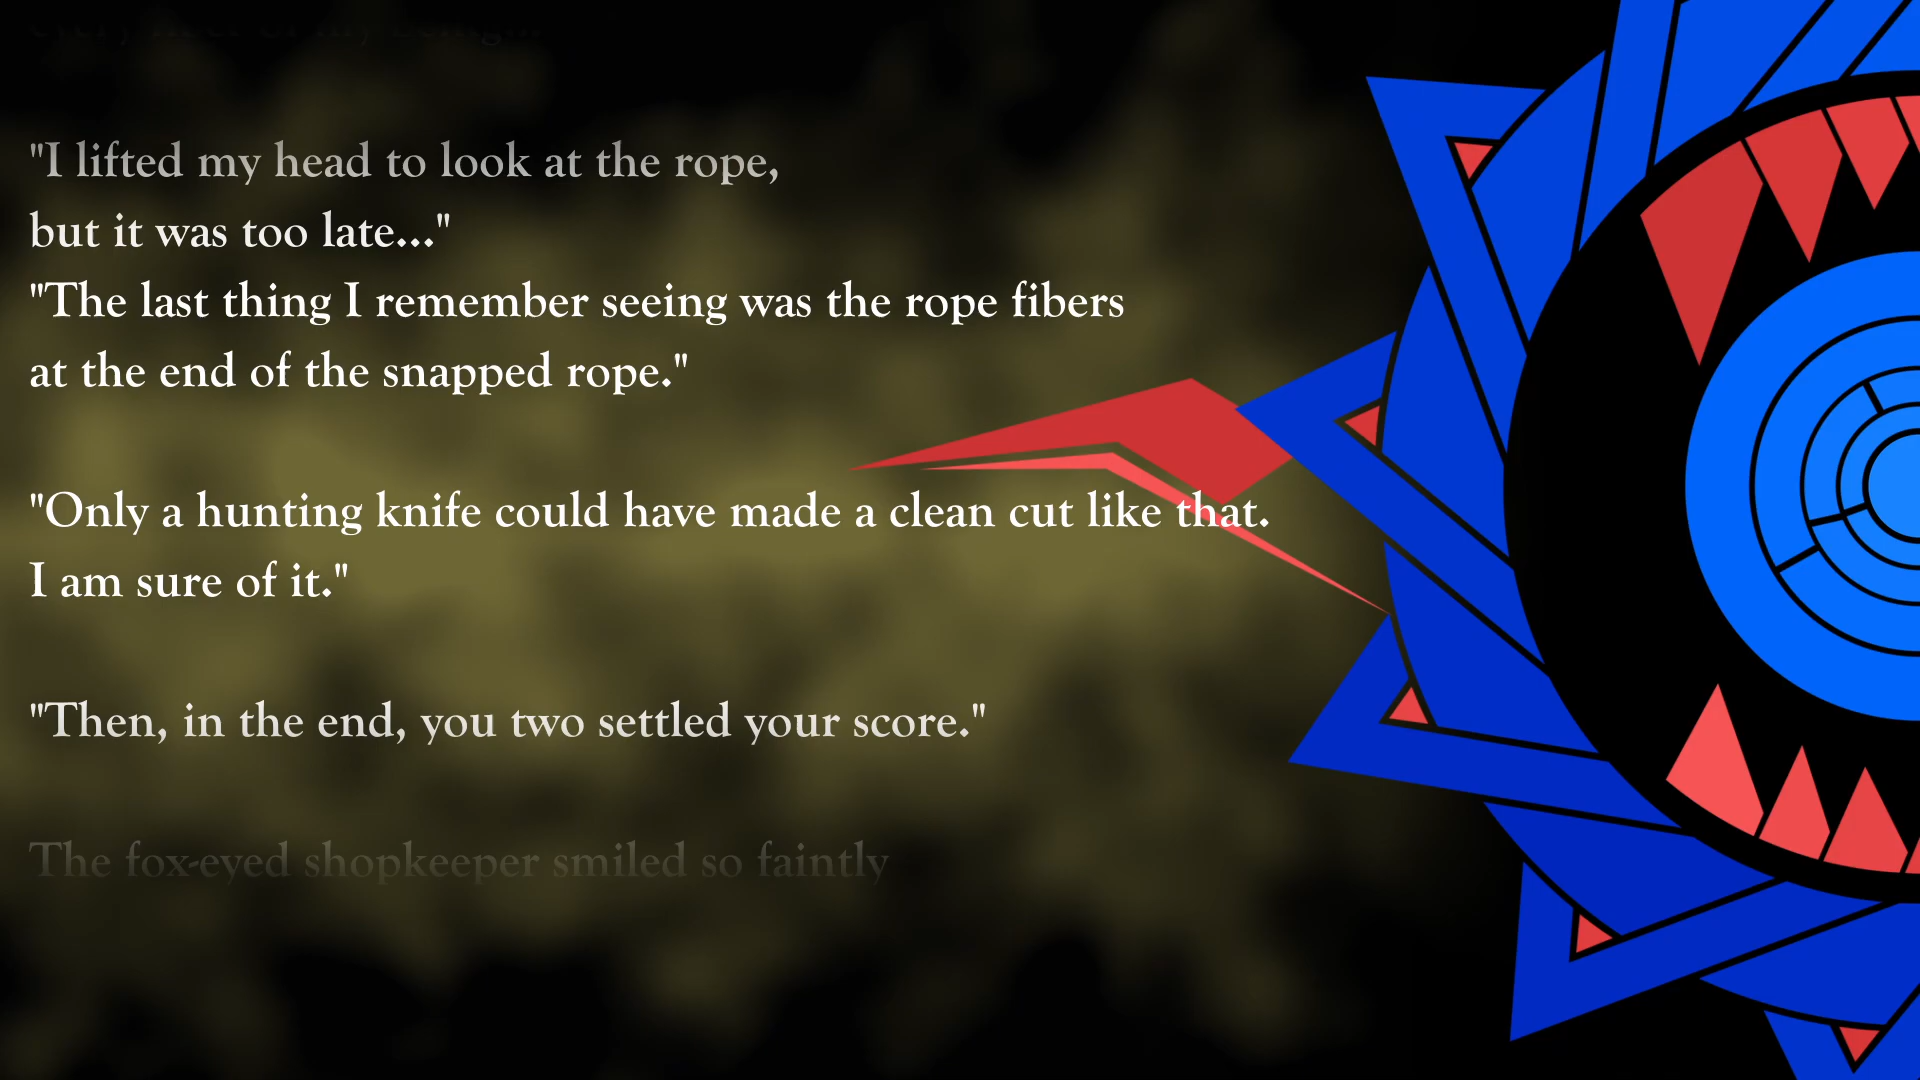 "I lifted my head to look at the rope,
but it was too late..."
"The last thing I remember seeing was the rope fibers
at the end of the snapped rope."
"Only a hunting knife could have made a clean cut like that.
I am sure of it."
"Then, in the end, you two settled your score."
The fox-eyed shopkeeper smiled so faintly